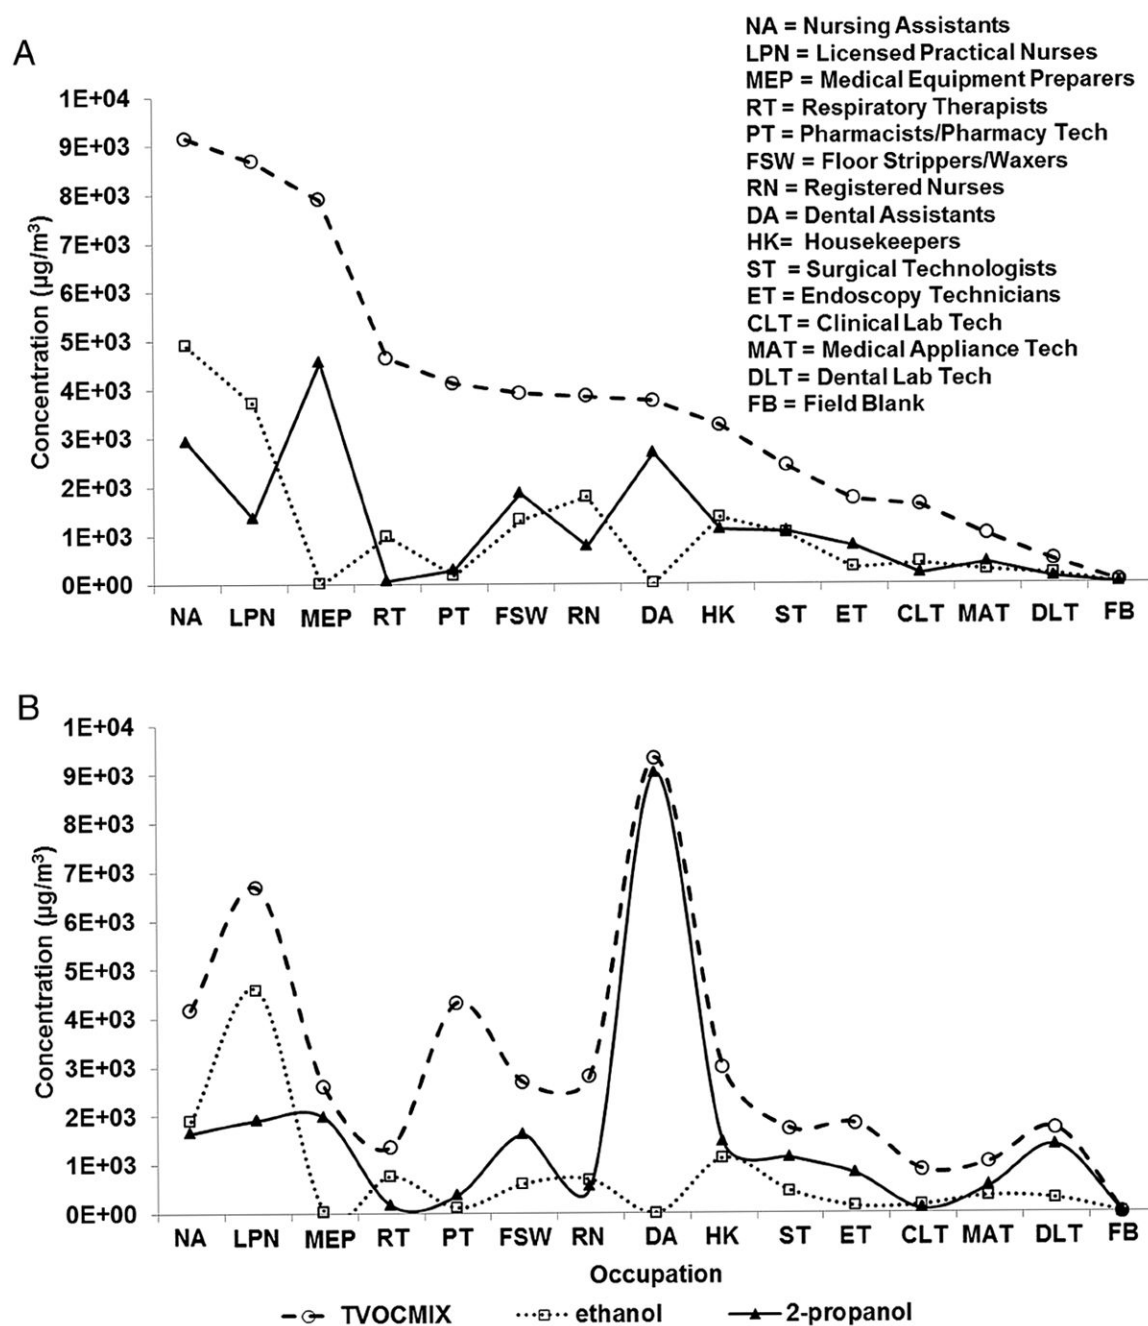 A
NA = Nursing Assistants
LPN = Licensed Practical Nurses
MEP = Medical Equipment Preparers
RT = Respiratory Therapists
PT = Pharmacists/Pharmacy Tech
FSW = Floor Strippers/Waxers
RN = Registered Nurses
DA = Dental Assistants
HK= Housekeepers
ST = Surgical Technologists
ET = Endoscopy Technicians
CLT = Clinical Lab Tech
MAT = Medical Appliance Tech
DLT = Dental Lab Tech
FB = Field Blank
Concentration (µg/m³)
1E+04
9E+03
8E+03
7E+03
6E+03
5E+03
4E+03
3E+03
2E+03
1E+03
0E+00
NA LPN MEP RT PT FSW RN DA HK ST ET CLT MAT DLT FB
B
Concentration (µg/m³)
1E+04
9E+03
8E+03
7E+03
6E+03
5E+03
4E+03
3E+03
2E+03
1E+03
0E+00
NA LPN MEP RT PT FSW RN DA HK ST ET CLT MAT DLT FB
Occupation
TVOCMIX ethanol 2-propanol